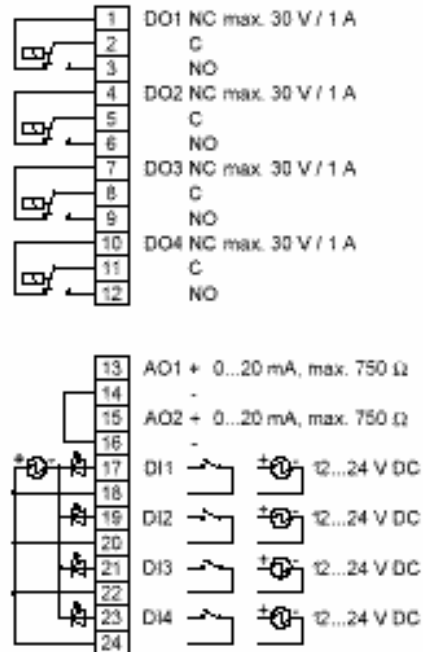 1 DO1 NC max. 30 V / 1 A
2 C
3 NO
4 DO2 NC max. 30 V / 1 A
5 C
6 NO
7 DO3 NC max. 30 V / 1 A
8 C
9 NO
10 DO4 NC max. 30 V / 1 A
11 C
12 NO
13 AO1 + 0...20 mA, max. 750 Ω
14 -
15 AO2 + 0...20 mA, max. 750 Ω
16 -
+ - 17 DI1 + - 12...24 V DC
18
19 DI2 + - 12...24 V DC
20
21 DI3 + - 12...24 V DC
22
23 DI4 + - 12...24 V DC
24